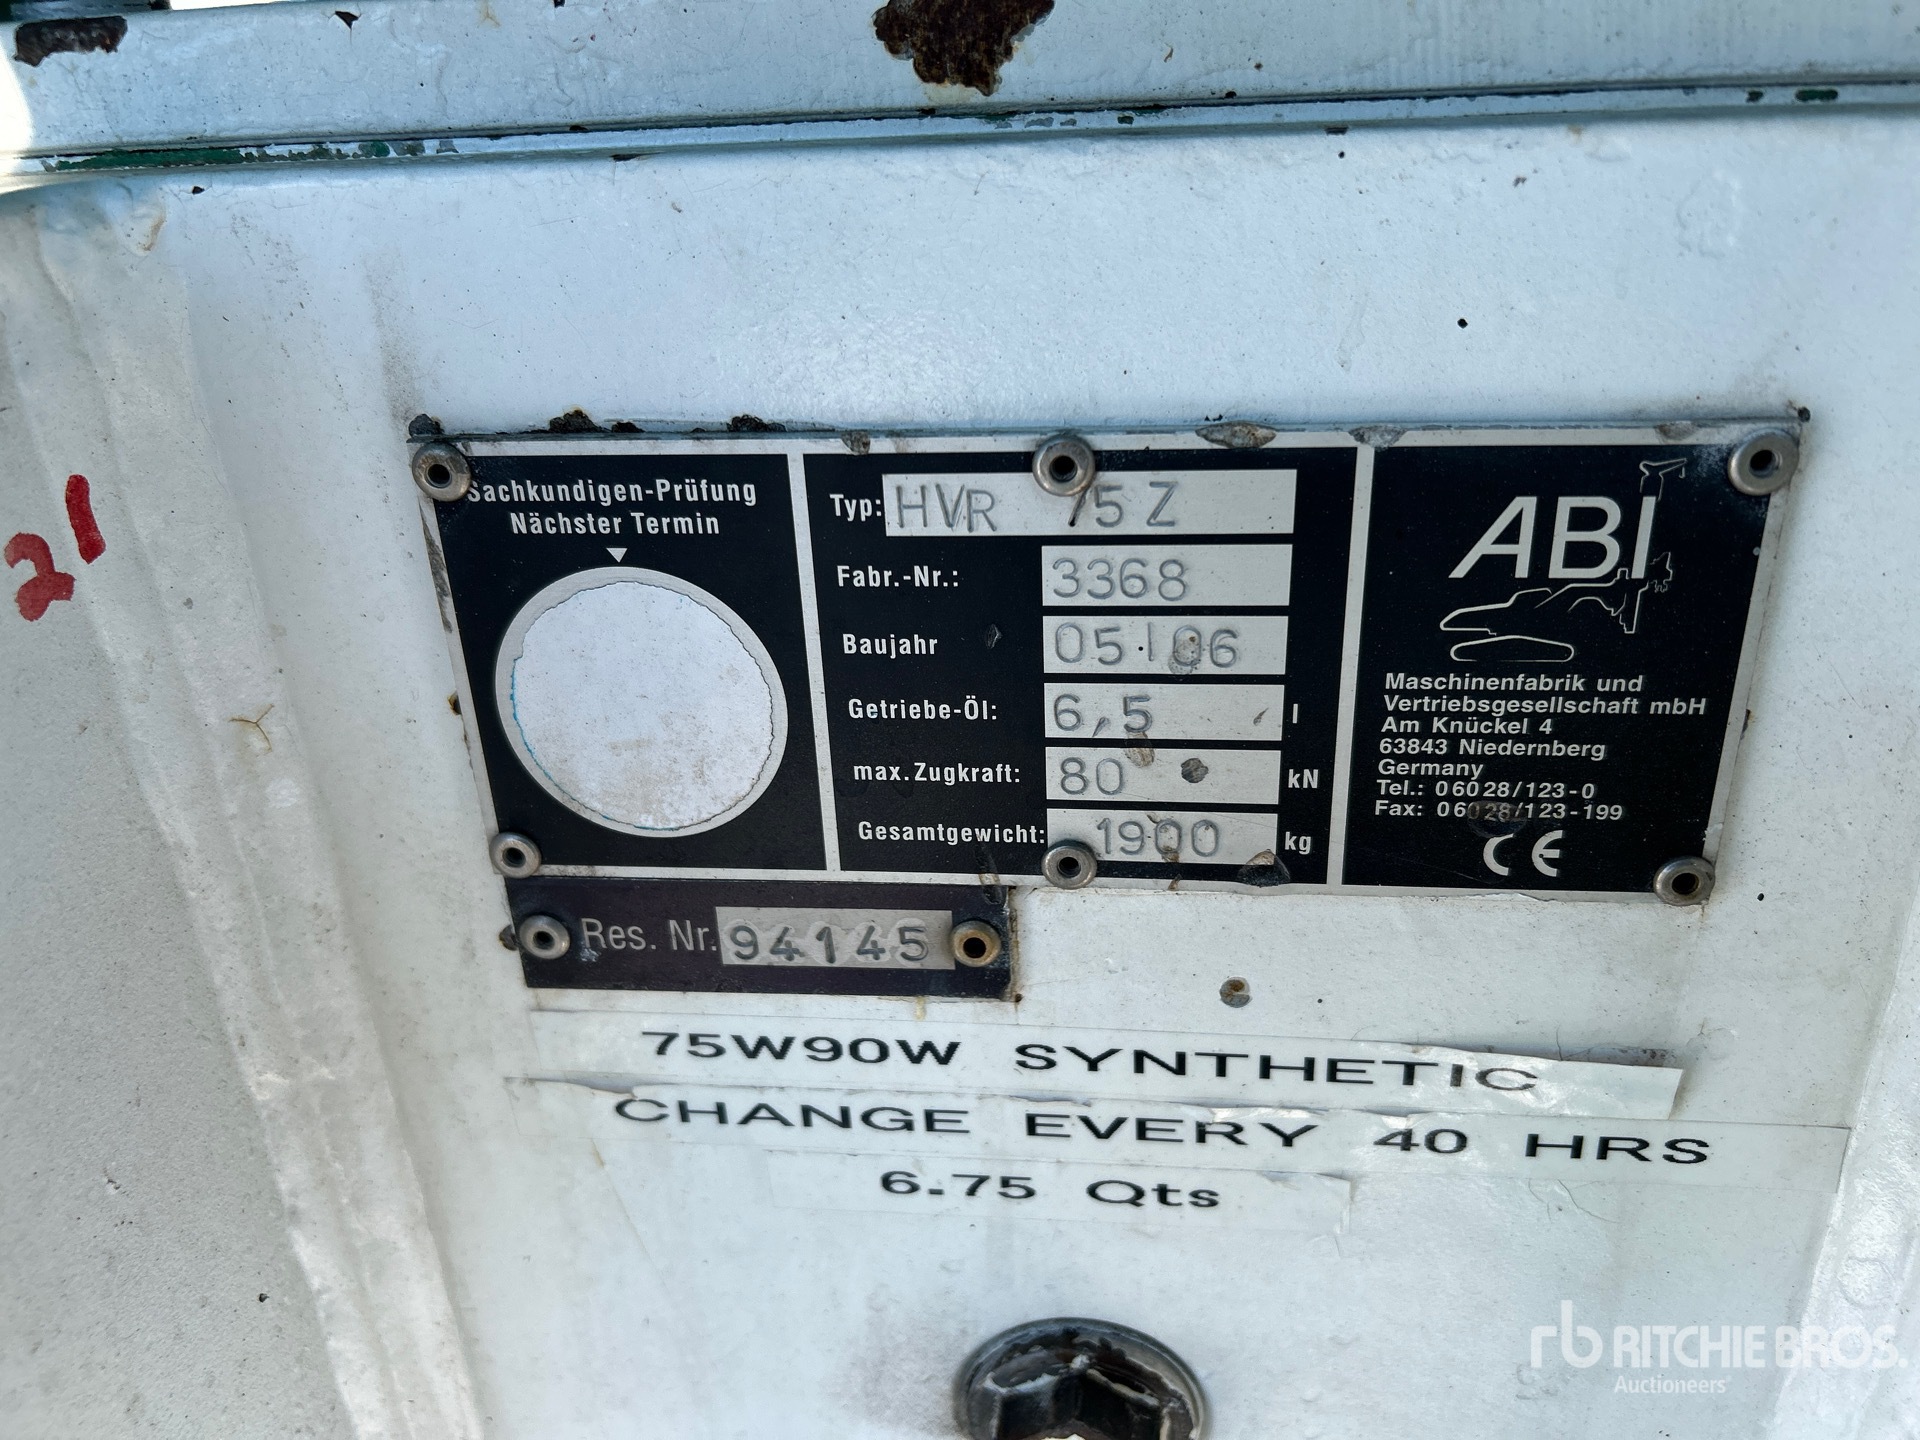 21
Sachkundigen-Prüfung
Nächster Termin
Typ: HVR 75Z
Fabr.-Nr.: 3368
Baujahr 05/06
Getriebe-Öl: 6,5 l
max. Zugkraft: 80 kN
Gesamtgewicht: 1900 kg
ABI
Maschinenfabrik und
Vertriebsgesellschaft mbH
Am Knückel 4
63843 Niedernberg
Germany
Tel.: 06028/123-0
Fax: 06028/123-199
CE
Res. Nr. 94145
75W90W SYNTHETIC
CHANGE EVERY 40 HRS
6.75 Qts
rb RITCHIE BROS.
Auctioneers